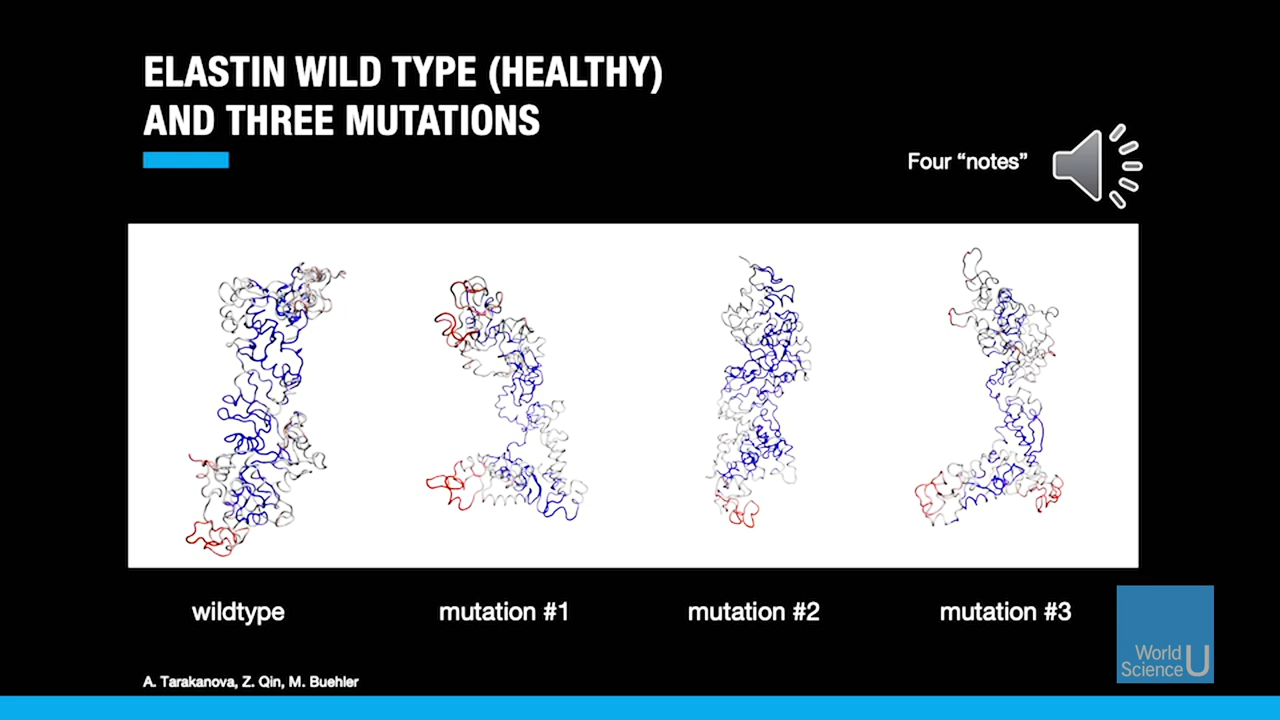 ELASTIN WILD TYPE (HEALTHY)
AND THREE MUTATIONS
Four “notes”
wildtype
mutation #1
mutation #2
mutation #3
World
Science U
A. Tarakanova, Z. Qin, M. Buehler